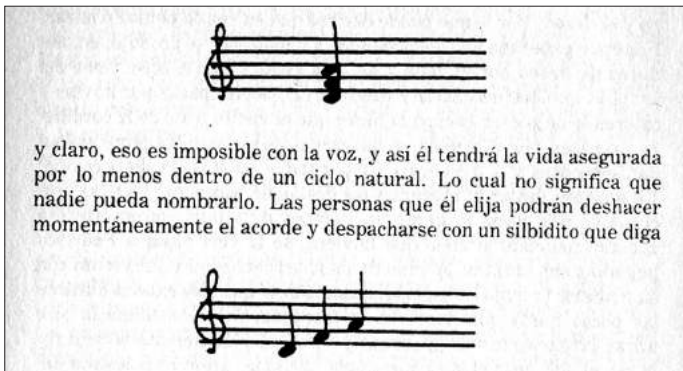 y claro, eso es imposible con la voz, y así él tendrá la vida asegurada
por lo menos dentro de un ciclo natural. Lo cual no significa que
nadie pueda nombrarlo. Las personas que él elija podrán deshacer
momentáneamente el acorde y despacharse con un silbidito que diga